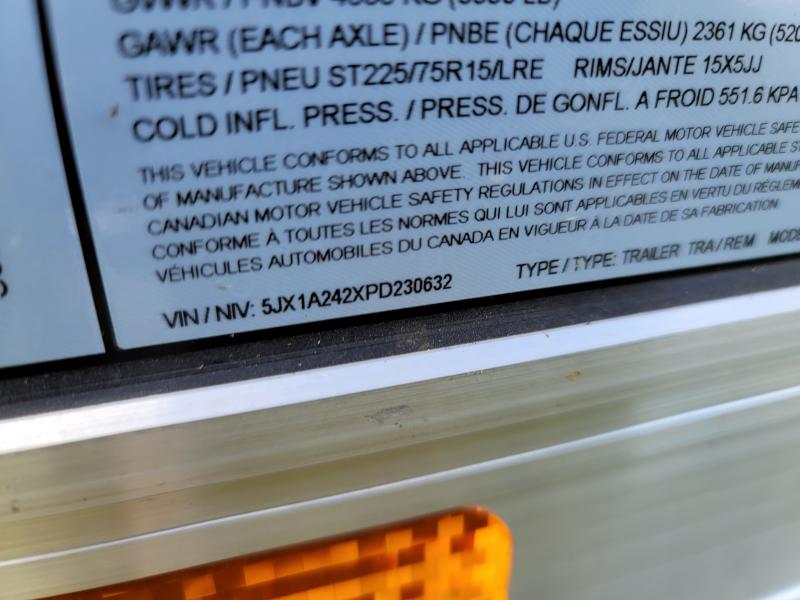 GAWR (EACH AXLE) / PNBE (CHAQUE ESSIU) 2361 KG (520
TIRES / PNEU ST225/75R15/LRE RIMS/JANTE 15X5JJ
COLD INFL. PRESS. / PRESS. DE GONFL. A FROID 551.6 KPA
THIS VEHICLE CONFORMS TO ALL APPLICABLE U.S. FEDERAL MOTOR VEHICLE SAFE
OF MANUFACTURE SHOWN ABOVE. THIS VEHICLE CONFORMS TO ALL APPLICABLE ST
CANADIAN MOTOR VEHICLE SAFETY REGULATIONS IN EFFECT ON THE DATE OF MANUF
CONFORME À TOUTES LES NORMES QUI LUI SONT APPLICABLES EN VERTU DU RÉGLEM
VÉHICULES AUTOMOBILES DU CANADA EN VIGUEUR À LA DATE DE SA FABRICATION.
VIN / NIV: 5JX1A242XPD230632 TYPE / TYPE: TRAILER TRA / REM MODE